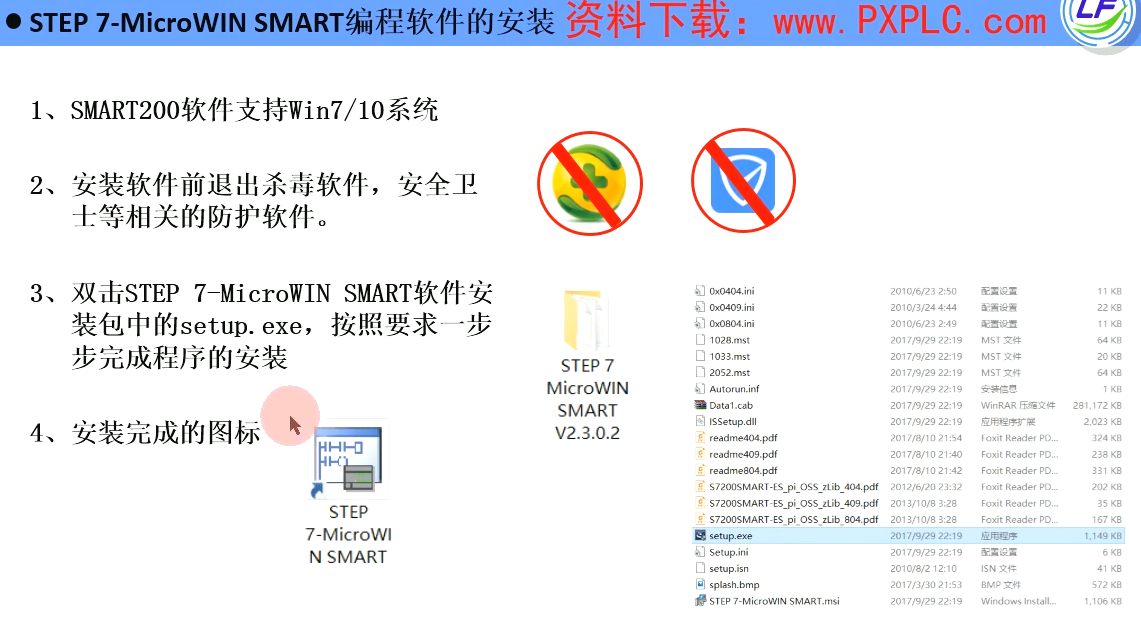 ● STEP 7-MicroWIN SMART编程软件的安装 资料下载：www.PXPLC.com
LF
1、SMART200软件支持Win7/10系统
2、安装软件前退出杀毒软件，安全卫
士等相关的防护软件。
3、双击STEP 7-MicroWIN SMART软件安
装包中的setup.exe，按照要求一步
步完成程序的安装
4、安装完成的图标
STEP
7-MicroWI
N SMART
STEP 7
MicroWIN
SMART
V2.3.0.2
0x0404.ini 2010/6/23 2:50 配置设置 11 KB
0x0409.ini 2010/3/24 4:44 配置设置 22 KB
0x0804.ini 2010/6/23 2:49 配置设置 11 KB
1028.mst 2017/9/29 22:19 MST 文件 64 KB
1033.mst 2017/9/29 22:19 MST 文件 20 KB
2052.mst 2017/9/29 22:19 MST 文件 64 KB
Autorun.inf 2017/9/29 22:19 安装信息 1 KB
Data1.cab 2017/9/29 22:19 WinRAR 压缩文件 281,172 KB
ISSetup.dll 2017/9/29 22:19 应用程序扩展 2,023 KB
readme404.pdf 2017/8/10 21:54 Foxit Reader PD... 324 KB
readme409.pdf 2017/8/10 21:40 Foxit Reader PD... 238 KB
readme804.pdf 2017/8/10 21:42 Foxit Reader PD... 331 KB
S7200SMART-ES_pi_OSS_zLib_404.pdf 2012/6/20 23:32 Foxit Reader PD... 202 KB
S7200SMART-ES_pi_OSS_zLib_409.pdf 2013/10/8 3:28 Foxit Reader PD... 35 KB
S7200SMART-ES_pi_OSS_zLib_804.pdf 2013/10/8 3:28 Foxit Reader PD... 167 KB
setup.exe 2017/9/29 22:19 应用程序 1,149 KB
Setup.ini 2017/9/29 22:19 配置设置 6 KB
setup.isn 2010/8/2 12:10 ISN 文件 41 KB
splash.bmp 2017/3/30 21:53 BMP 文件 572 KB
STEP 7-MicroWIN SMART.msi 2017/9/29 22:19 Windows Install... 1,106 KB